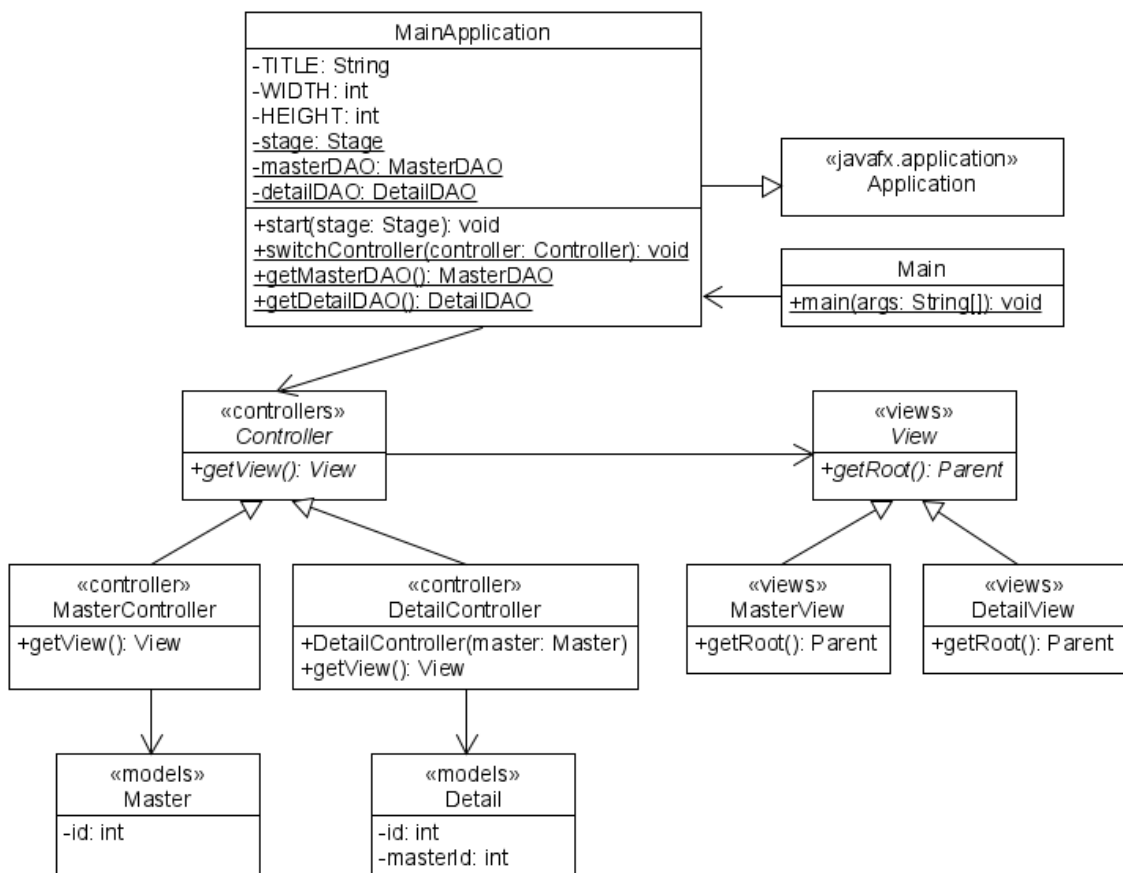 MainApplication
-TITLE: String
-WIDTH: int
-HEIGHT: int
-stage: Stage
-masterDAO: MasterDAO
-detailDAO: DetailDAO
+start(stage: Stage): void
+switchController(controller: Controller): void
+getMasterDAO(): MasterDAO
+getDetailDAO(): DetailDAO
«javafx.application»
Application
Main
+main(args: String[]): void
«controllers»
Controller
+getView(): View
«views»
View
+getRoot(): Parent
«controller»
MasterController
+getView(): View
«controller»
DetailController
+DetailController(master: Master)
+getView(): View
«views»
MasterView
+getRoot(): Parent
«views»
DetailView
+getRoot(): Parent
«models»
Master
-id: int
«models»
Detail
-id: int
-masterId: int